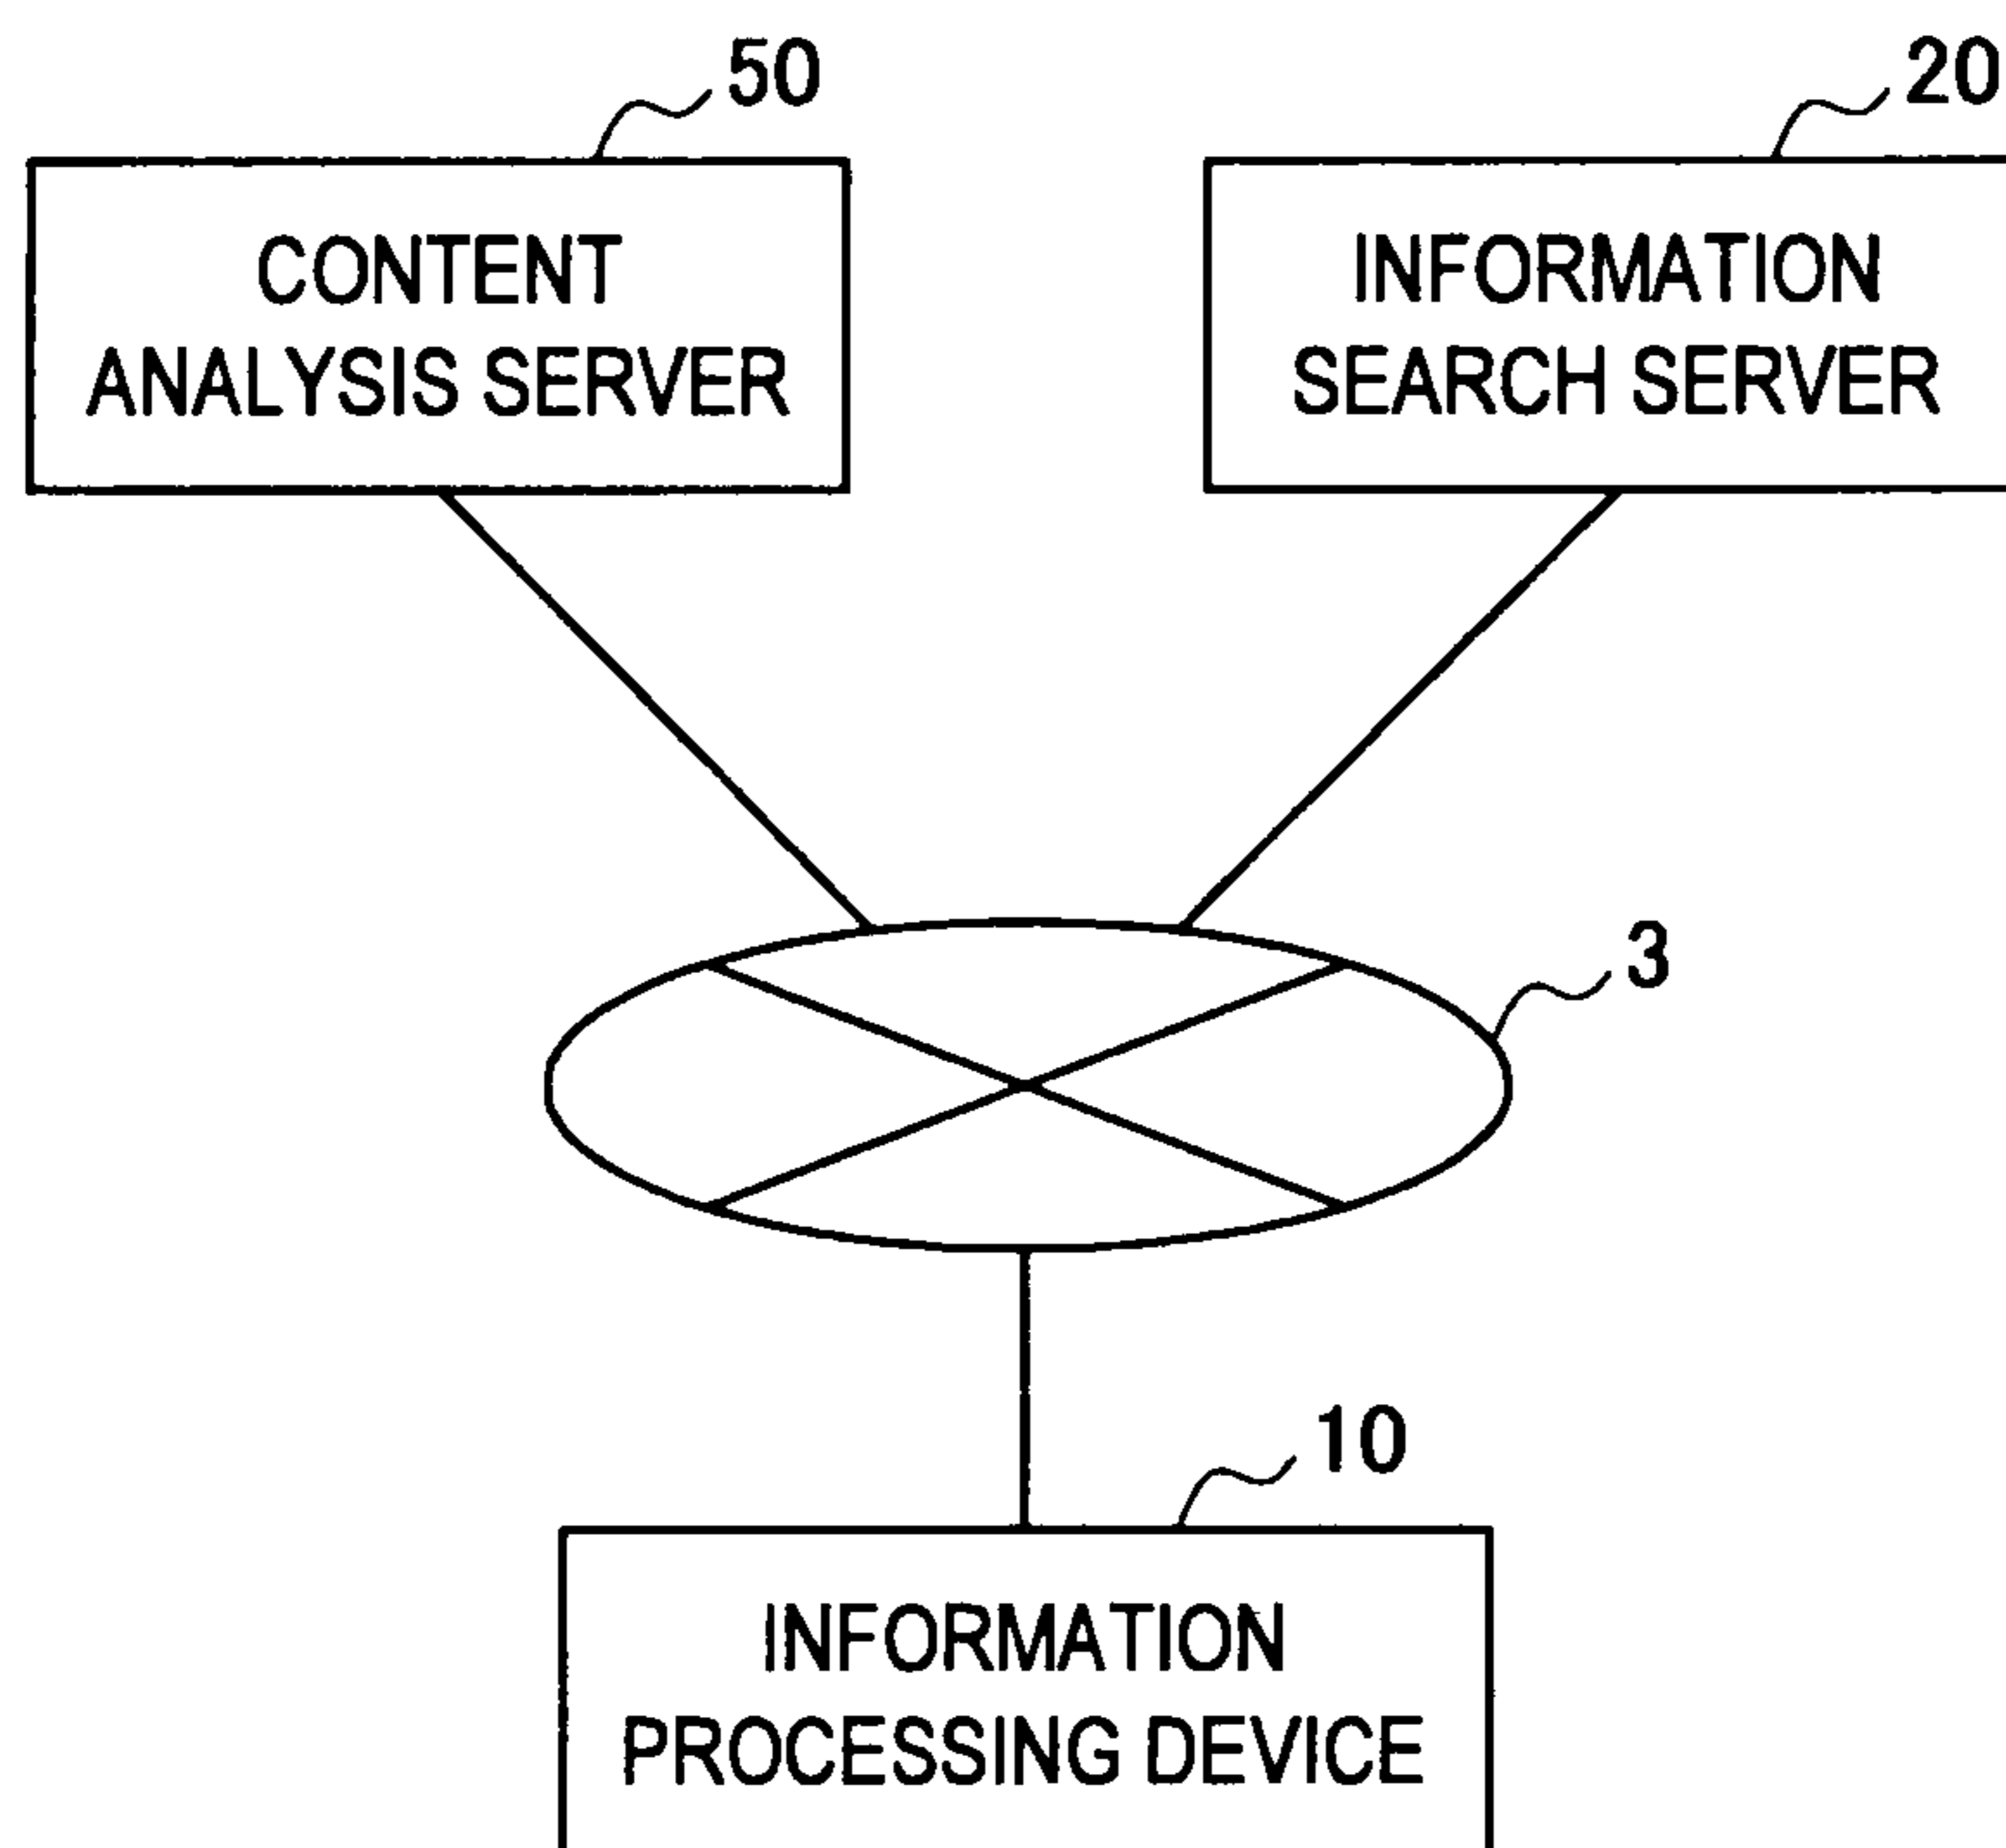 50
20
CONTENT
ANALYSIS SERVER
INFORMATION
SEARCH SERVER
3
10
INFORMATION
PROCESSING DEVICE